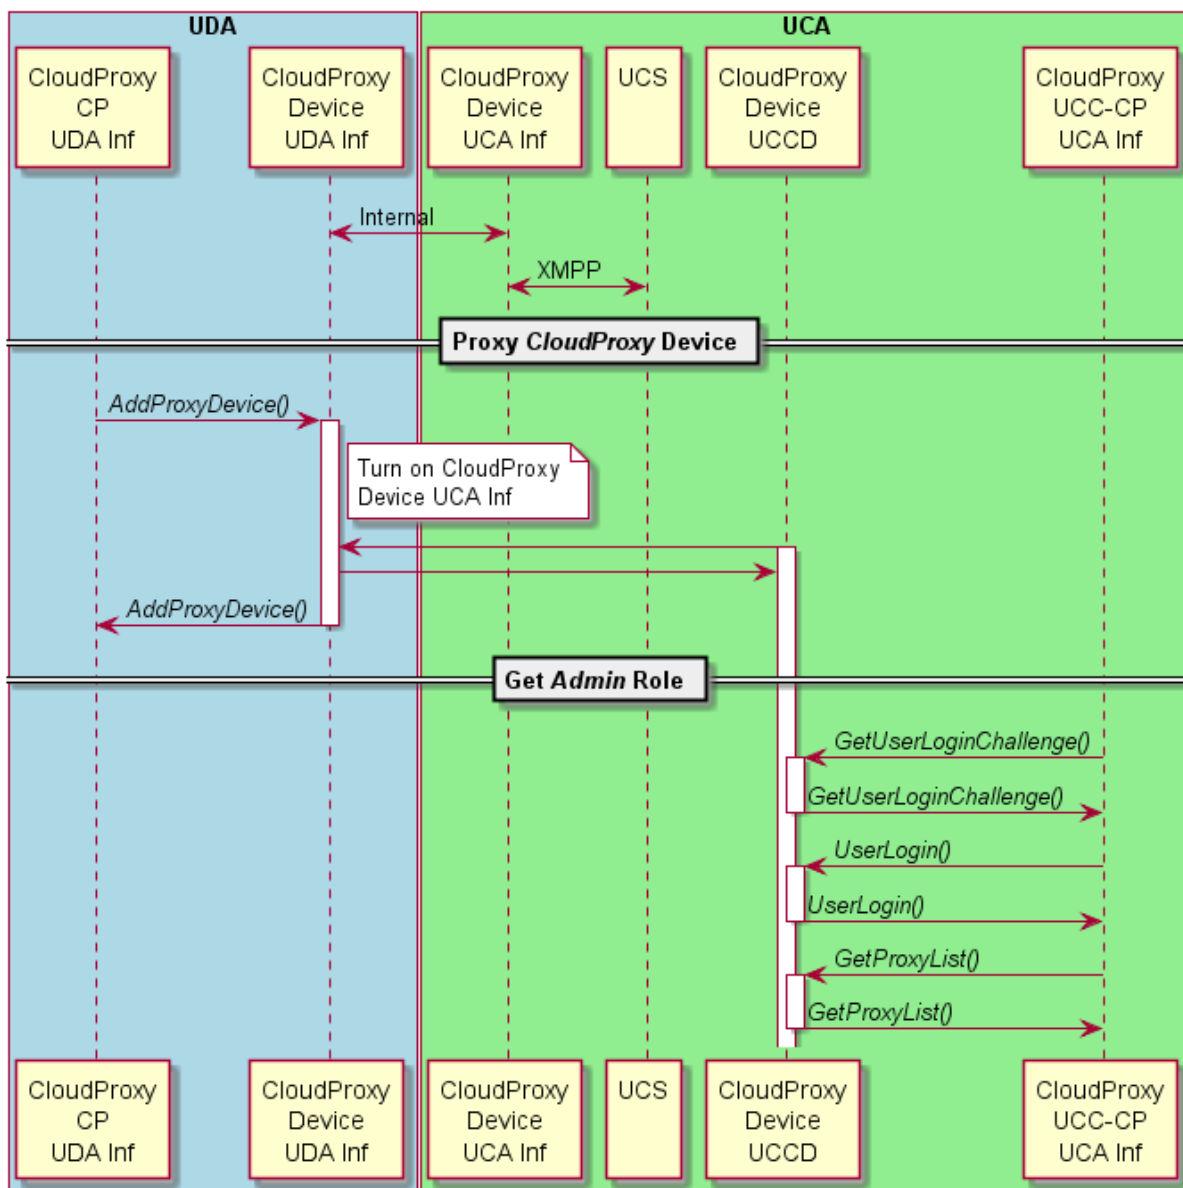 UDA
UCA
CloudProxy
CP
UDA Inf
CloudProxy
Device
UDA Inf
CloudProxy
Device
UCA Inf
UCS
CloudProxy
Device
UCCD
CloudProxy
UCC-CP
UCA Inf
Internal
XMPP
Proxy CloudProxy Device
AddProxyDevice()
Turn on CloudProxy
Device UCA Inf
AddProxyDevice()
Get Admin Role
GetUserLoginChallenge()
GetUserLoginChallenge()
UserLogin()
UserLogin()
GetProxyList()
GetProxyList()
CloudProxy
CP
UDA Inf
CloudProxy
Device
UDA Inf
CloudProxy
Device
UCA Inf
UCS
CloudProxy
Device
UCCD
CloudProxy
UCC-CP
UCA Inf